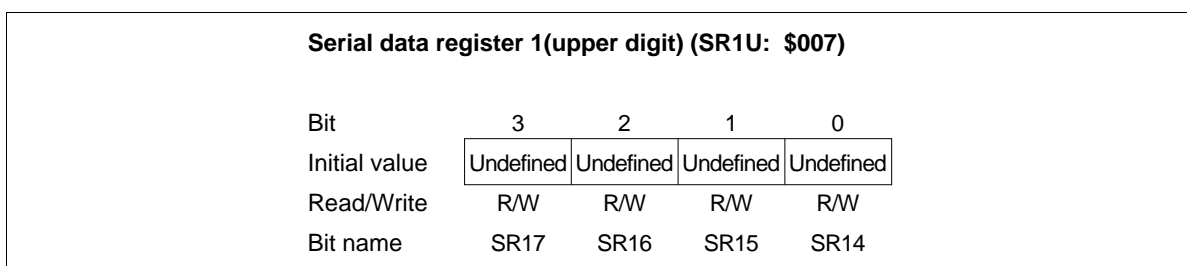 Serial data register 1(upper digit) (SR1U: $007)
Bit 3 2 1 0
Initial value Undefined Undefined Undefined Undefined
Read/Write R/W R/W R/W R/W
Bit name SR17 SR16 SR15 SR14